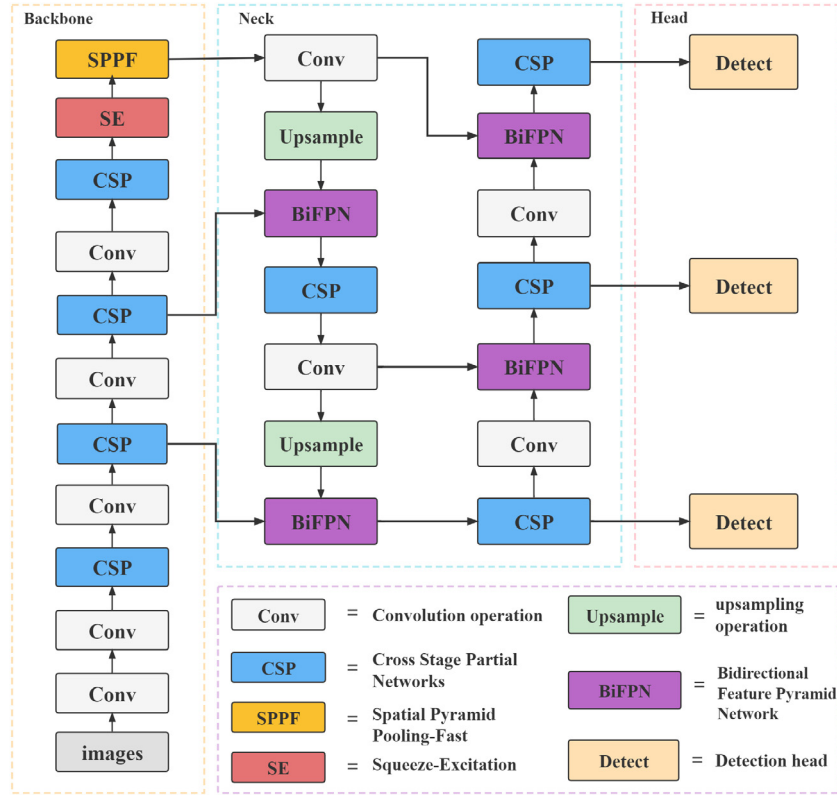 Backbone
SPPF
SE
CSP
Conv
CSP
Conv
CSP
Conv
CSP
Conv
Conv
images
Neck
Conv
Upsample
BiFPN
CSP
Conv
Upsample
BiFPN
CSP
BiFPN
Conv
CSP
BiFPN
Conv
CSP
Head
Detect
Detect
Detect
Conv = Convolution operation
CSP = Cross Stage Partial
Networks
SPPF = Spatial Pyramid
Pooling-Fast
SE = Squeeze-Excitation
Upsample = upsampling
operation
BiFPN = Bidirectional
Feature Pyramid
Network
Detect = Detection head